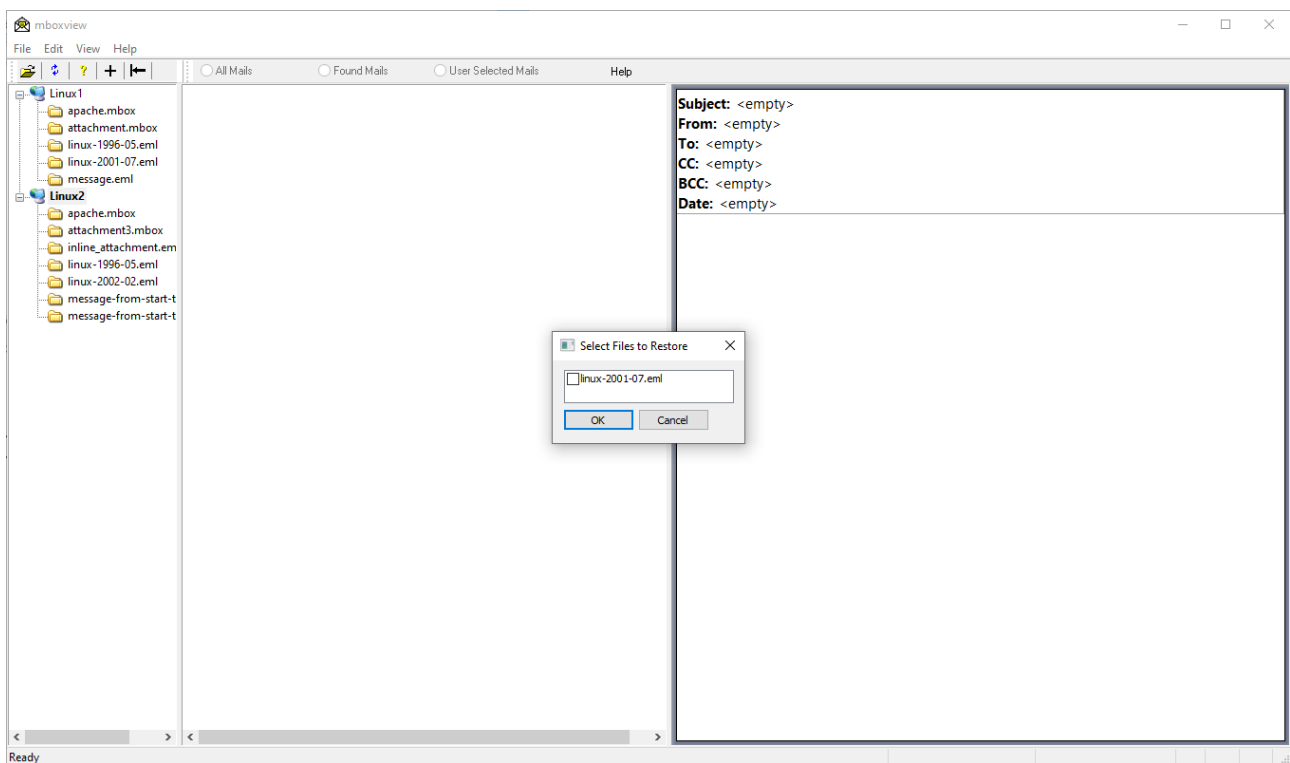 mboxview
File Edit View Help
? All Mails Found Mails User Selected Mails Help
Linux1
apache.mbox
attachment.mbox
linux-1996-05.eml
linux-2001-07.eml
message.eml
Linux2
apache.mbox
attachment3.mbox
inline_attachment.em
linux-1996-05.eml
linux-2002-02.eml
message-from-start-t
message-from-start-t
Subject: <empty>
From: <empty>
To: <empty>
CC: <empty>
BCC: <empty>
Date: <empty>
Select Files to Restore
linux-2001-07.eml
OK Cancel
Ready